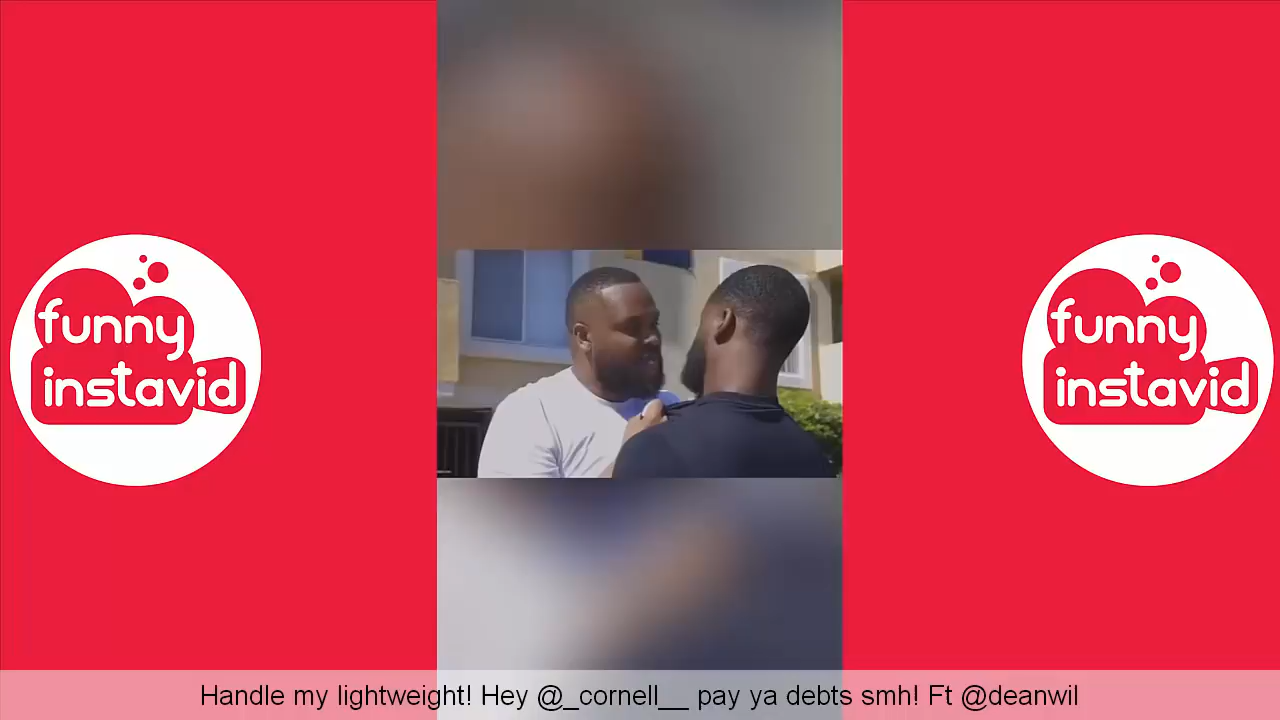 funny
instavid
funny
instavid
Handle my lightweight! Hey @_cornell__ pay ya debts smh! Ft @deanwil